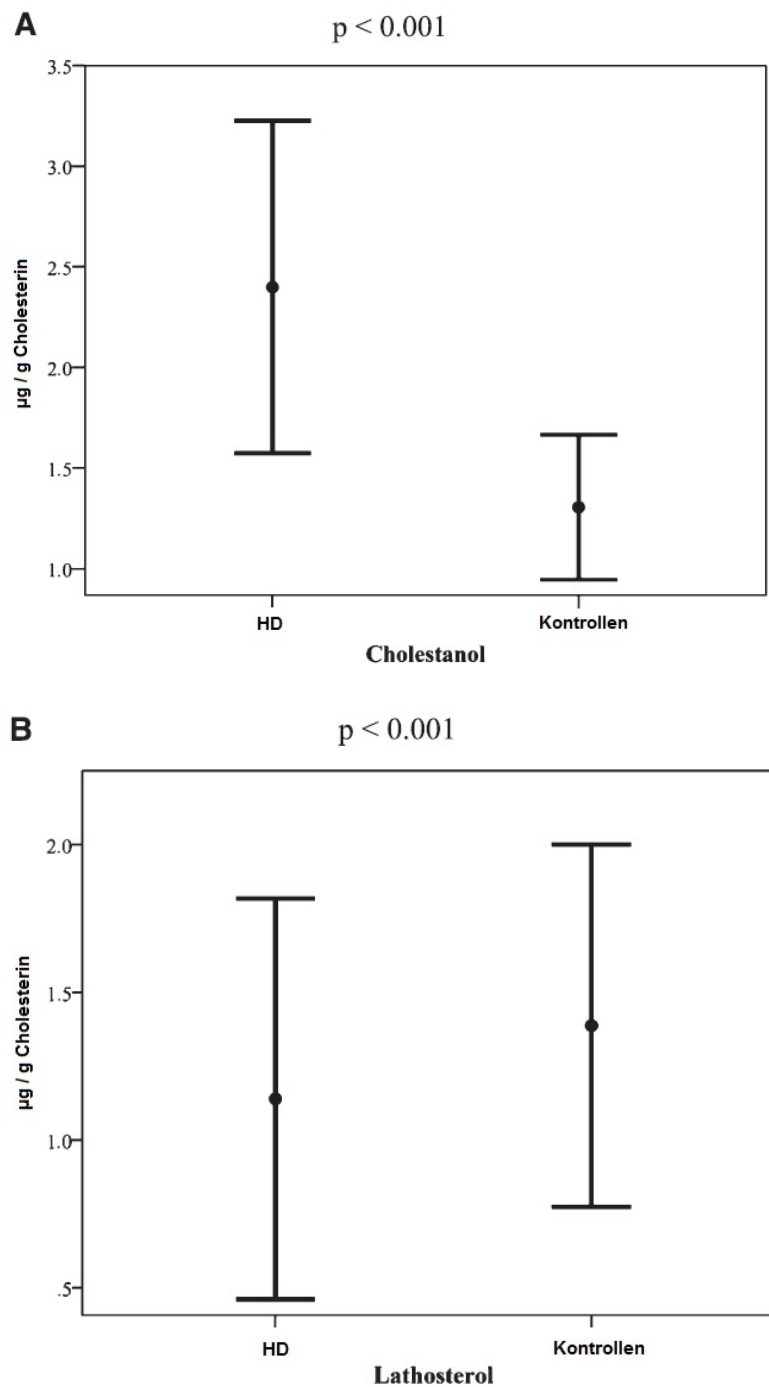 A
p < 0.001
3.5
3.0
2.5
2.0
1.5
1.0
µg / g Cholesterin
HD
Kontrollen
Cholestanol
B
p < 0.001
2.0
1.5
1.0
.5
µg / g Cholesterin
HD
Kontrollen
Lathosterol